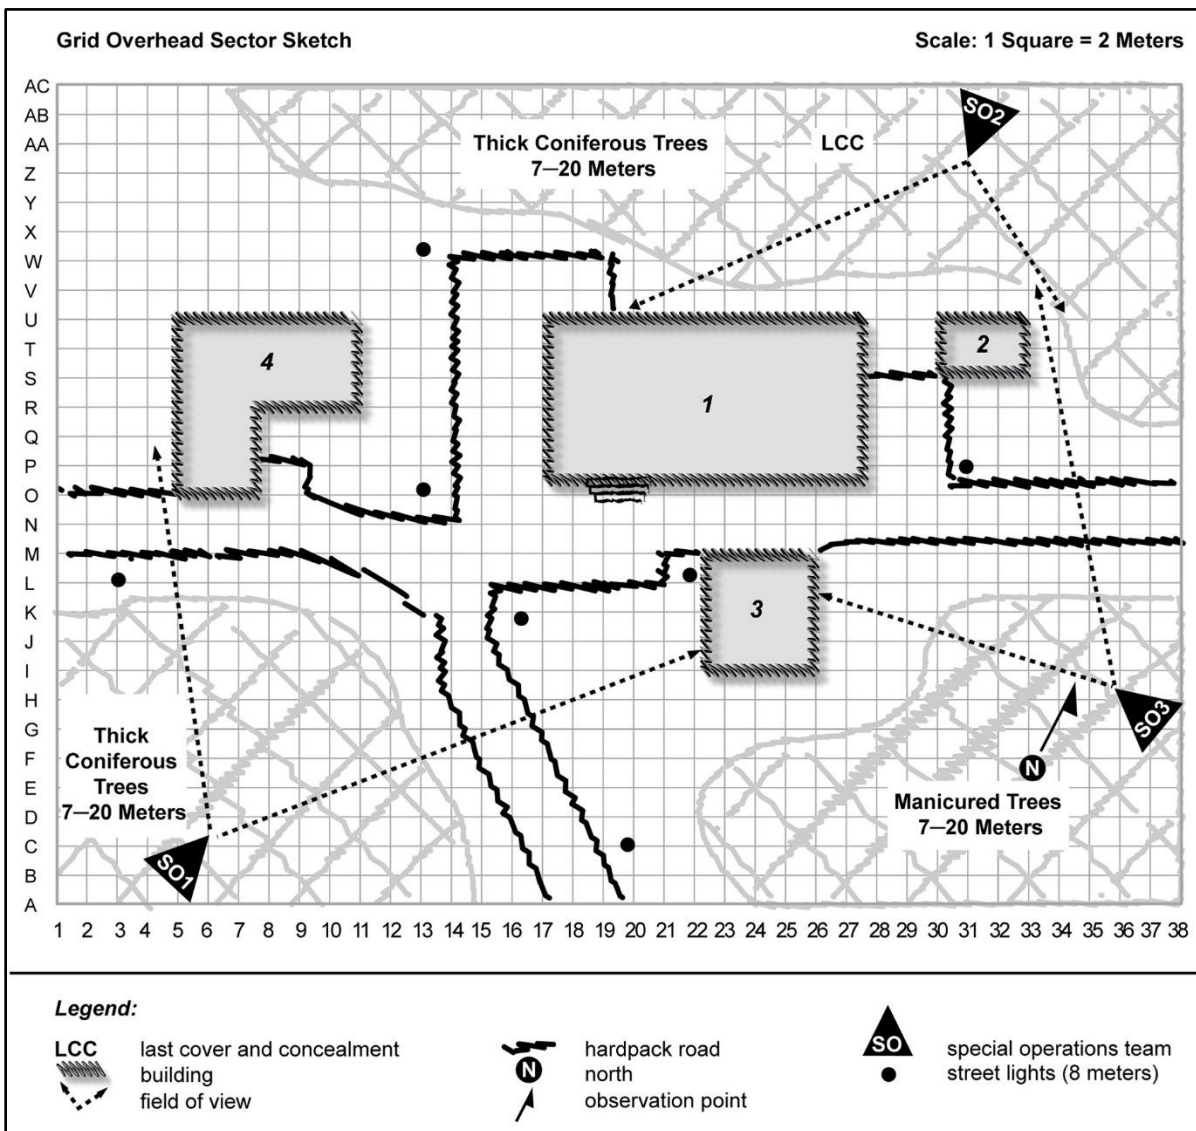 Grid Overhead Sector Sketch
Scale: 1 Square = 2 Meters
AC
AB
AA
Z
Y
X
W
V
U
T
S
R
Q
P
O
N
M
L
K
J
I
H
G
F
E
D
C
B
A
Thick Coniferous Trees
7—20 Meters
LCC
SO2
4
1
2
3
Thick
Coniferous
Trees
7—20 Meters
SO1
SO3
N
Manicured Trees
7—20 Meters
1 2 3 4 5 6 7 8 9 10 11 12 13 14 15 16 17 18 19 20 21 22 23 24 25 26 27 28 29 30 31 32 33 34 35 36 37 38
Legend:
LCC last cover and concealment
building
field of view
hardpack road
N north
observation point
SO special operations team
street lights (8 meters)